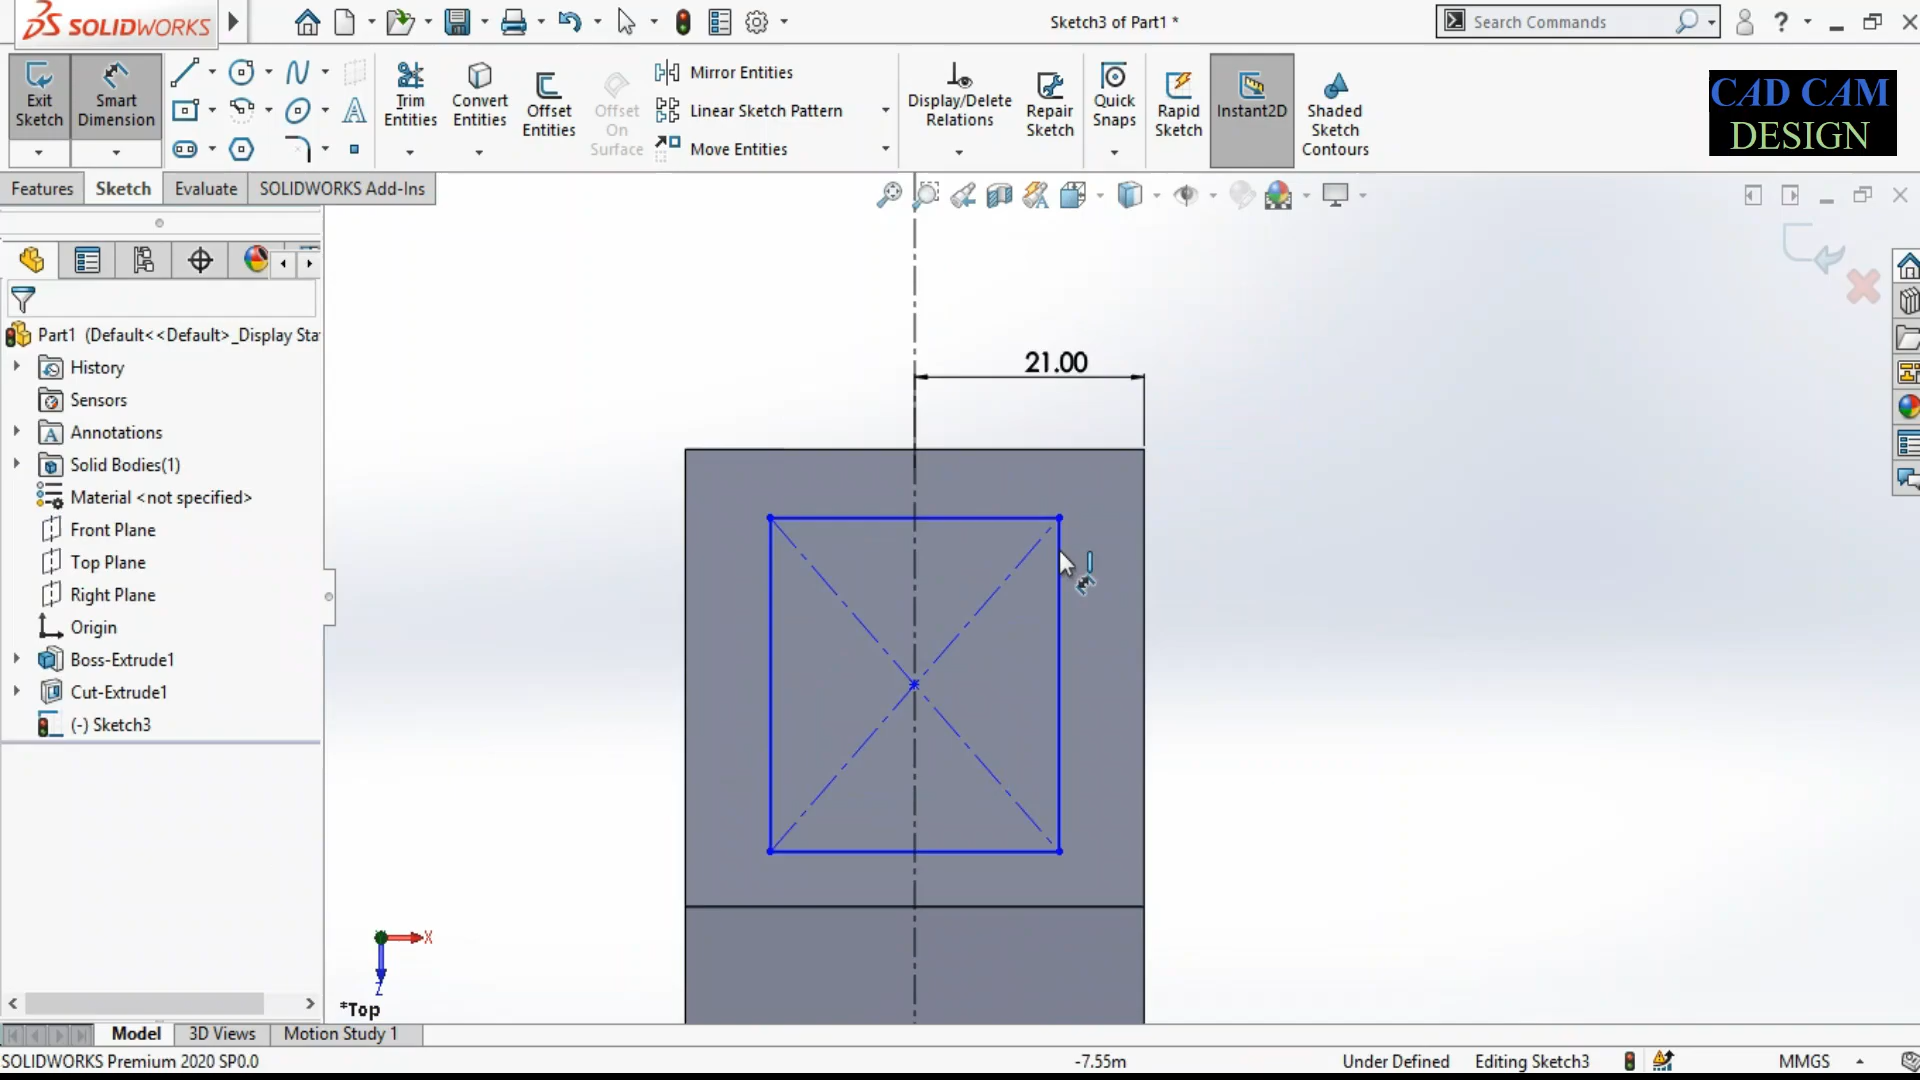 SOLIDWORKS
Sketch3 of Part1 *
Search Commands
?
CAD CAM
DESIGN
Exit
Sketch
Smart
Dimension
Trim
Entities
Convert
Entities
Offset
Entities
Offset
On
Surface
Mirror Entities
Linear Sketch Pattern
Move Entities
Display/Delete
Relations
Repair
Sketch
Quick
Snaps
Rapid
Sketch
Instant2D
Shaded
Sketch
Contours
Features
Sketch
Evaluate
SOLIDWORKS Add-Ins
Part1 (Default<<Default>_Display Sta
History
Sensors
Annotations
Solid Bodies(1)
Material <not specified>
Front Plane
Top Plane
Right Plane
Origin
Boss-Extrude1
Cut-Extrude1
(-) Sketch3
21.00
X
Z
*Top
Model
3D Views
Motion Study 1
SOLIDWORKS Premium 2020 SP0.0
-7.55m
Under Defined
Editing Sketch3
MMGS